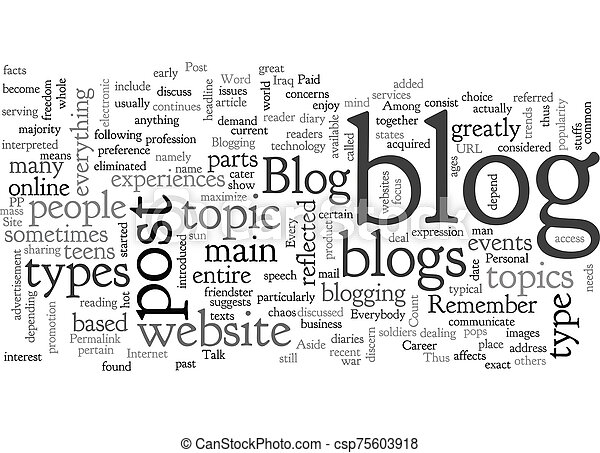 facts
early
Post
Word
great
Iraq
Paid
become
electronic
include
discuss
issues
world
concerns
mind
added
services
choice
actually
referred
serving
whole
usually
continues
article
headline
enjoy
Among
consist
trends
thus
popularity
stuffs
common
majority
freedom
anything
demand
reader
diary
together
states
greatly
interpreted
following
profession
current
readers
available
called
acquired
URL
considered
means
eliminated
preference
namely
Blogging
technology
ages
everything
many
parts
cater
show
Blog
blog
websites
focus
depend
online
experiences
name
maximize
mass
PP
Site
people
post
topic
Every
reflected
certain
product
deal
expression
man
access
sometimes
introduced
sun
main
blogs
events
Personal
needs
sharing
teens
started
hot
types
entire
speech
mail
typical
date
topics
advertisement
depending
reading
friendster
suggests
particularly
blogging
Count
Remember
news
promotion
based
website
texts
chaos
discussed
Everybody
communicate
type
Permalink
pertain
business
soldiers
dealing
pops
images
interest
Internet
Talk
Aside
diaries
discern
Career
place
address
found
past
still
recent
war
Thus
affects
exact
others
© CanStockPhoto.com - csp75603918